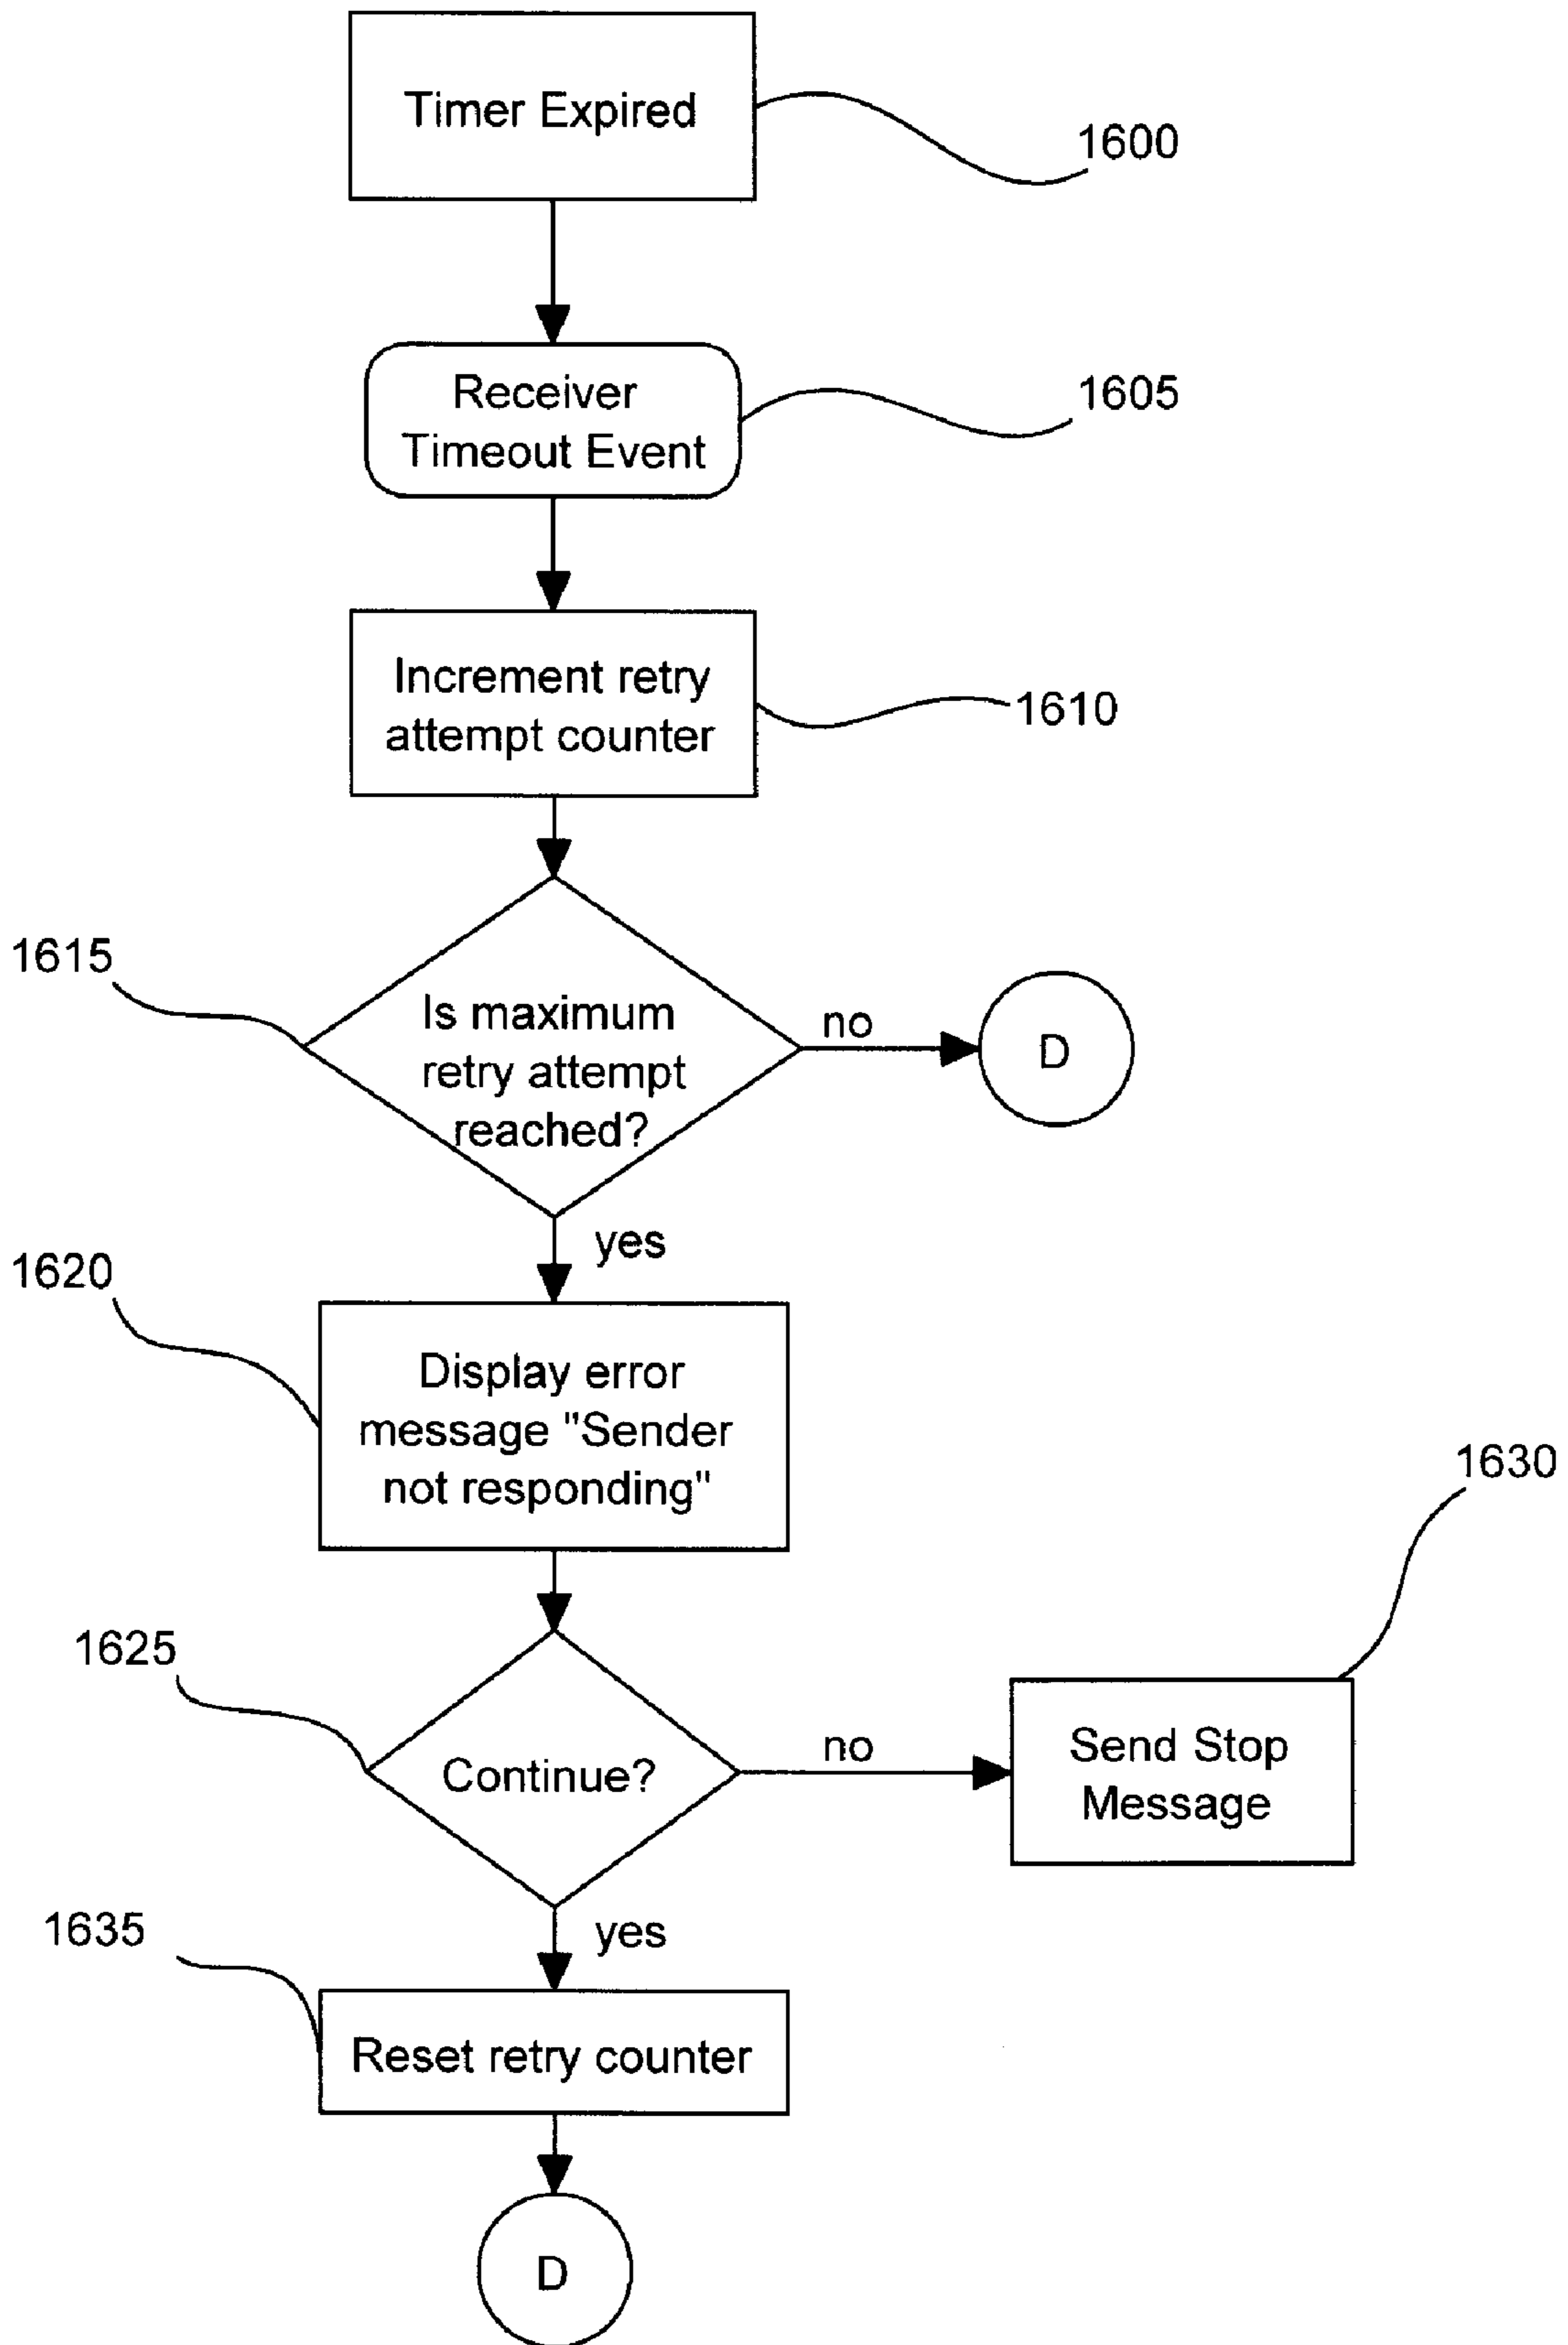 Timer Expired
1600
Receiver
Timeout Event
1605
Increment retry
attempt counter
1610
1615
Is maximum
retry attempt
reached?
no
D
yes
1620
Display error
message "Sender
not responding"
1630
1625
Continue?
no
Send Stop
Message
yes
1635
Reset retry counter
D